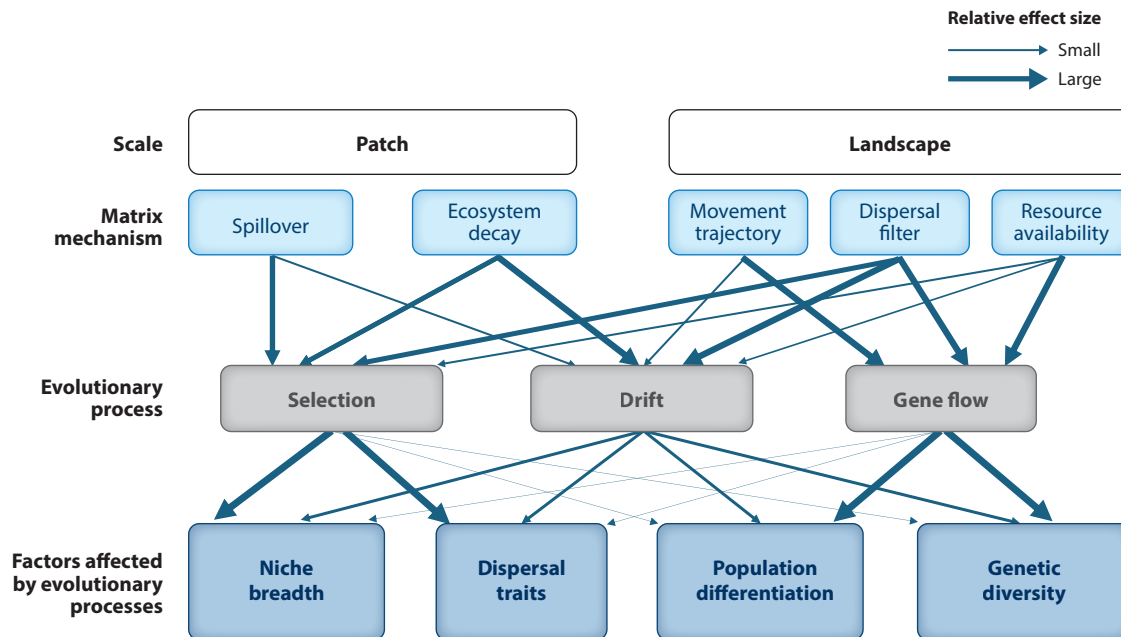 Relative effect size
Small
Large
Scale
Patch
Landscape
Matrix
mechanism
Spillover
Ecosystem
decay
Movement
trajectory
Dispersal
filter
Resource
availability
Evolutionary
process
Selection
Drift
Gene flow
Factors affected
by evolutionary
processes
Niche
breadth
Dispersal
traits
Population
differentiation
Genetic
diversity